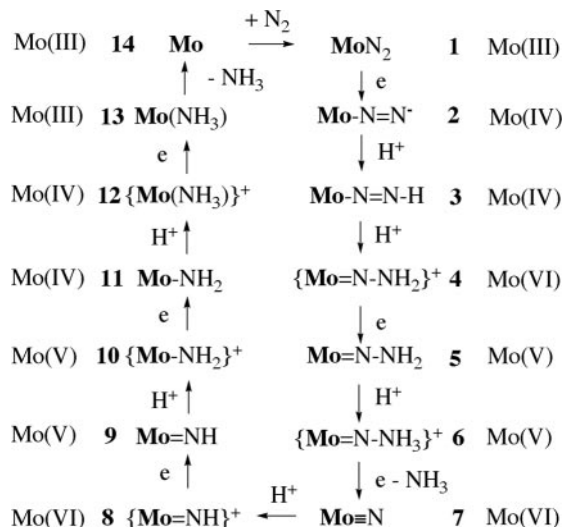 Mo(III) 14 Mo + N₂ → MoN₂ 1 Mo(III)
- NH₃ e
Mo(III) 13 Mo(NH₃) Mo-N=N⁻ 2 Mo(IV)
e H⁺
Mo(IV) 12 {Mo(NH₃)}⁺ Mo-N=N-H 3 Mo(IV)
H⁺ H⁺
Mo(IV) 11 Mo-NH₂ {Mo=N-NH₂}⁺ 4 Mo(VI)
e e
Mo(V) 10 {Mo-NH₂}⁺ Mo=N-NH₂ 5 Mo(V)
H⁺ H⁺
Mo(V) 9 Mo=NH {Mo=N-NH₃}⁺ 6 Mo(V)
e e - NH₃
Mo(VI) 8 {Mo=NH}⁺ ← H⁺ Mo≡N 7 Mo(VI)